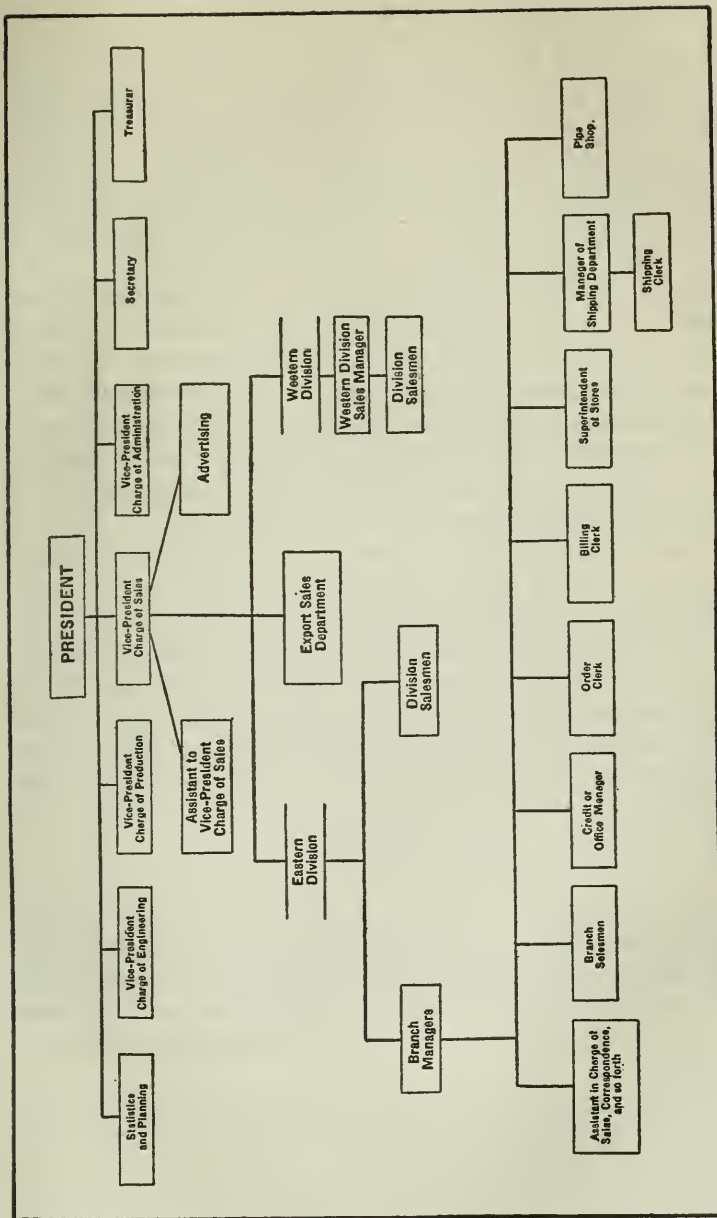 PRESIDENT
Statistics
and Planning
Vice-President
Charge of Engineering
Vice-President
Charge of Production
Vice-President
Charge of Sales
Vice-President
Charge of Administration
Secretary
Treasurer
Assistant to
Vice-President
Charge of Sales
Advertising
Eastern
Division
Export Sales
Department
Western
Division
Western Division
Sales Manager
Division
Salesmen
Branch
Managers
Division
Salesmen
Assistant in Charge of
Sales, Correspondence,
and so forth
Branch
Salesmen
Credit or
Office Manager
Order
Clerk
Billing
Clerk
Superintendent
of Stores
Manager of
Shipping Department
Shipping
Clerk
Pipe
Shop.